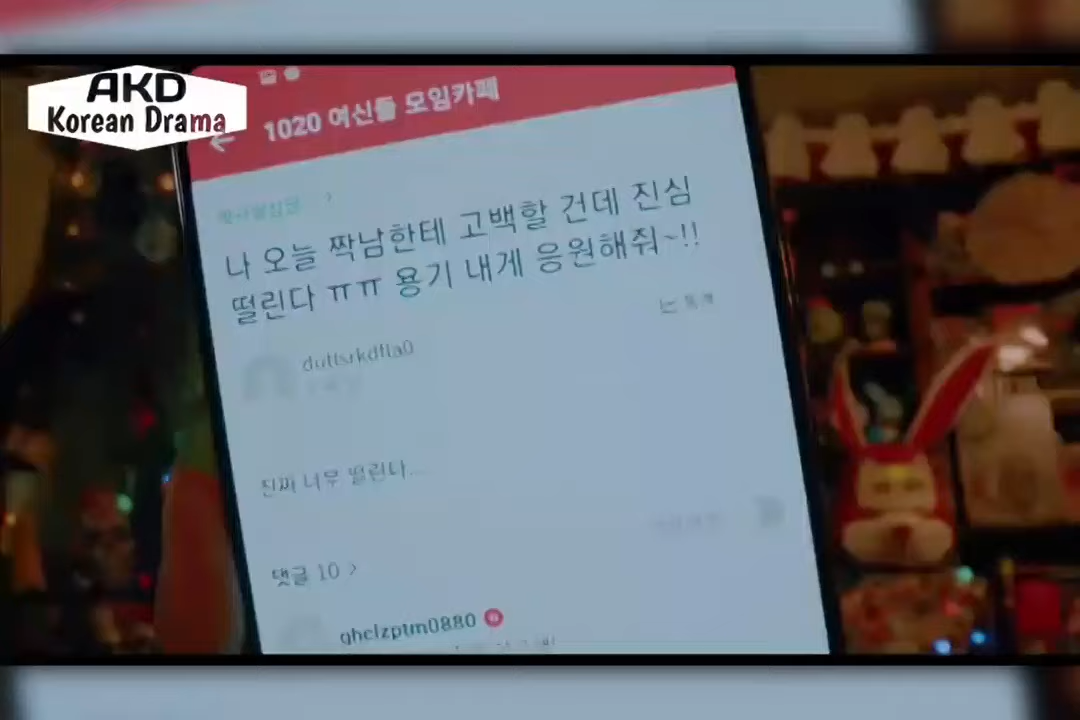 AKD
Korean Drama
1020 여신들 모임카페
나 오늘 짝남한테 고백할 건데 진심
떨린다 ㅠㅠ 용기 내게 응원해줘~!!
duttsrkdfla0
진짜 너무 떨린다...
댓글 10 >
ghclzptm0880